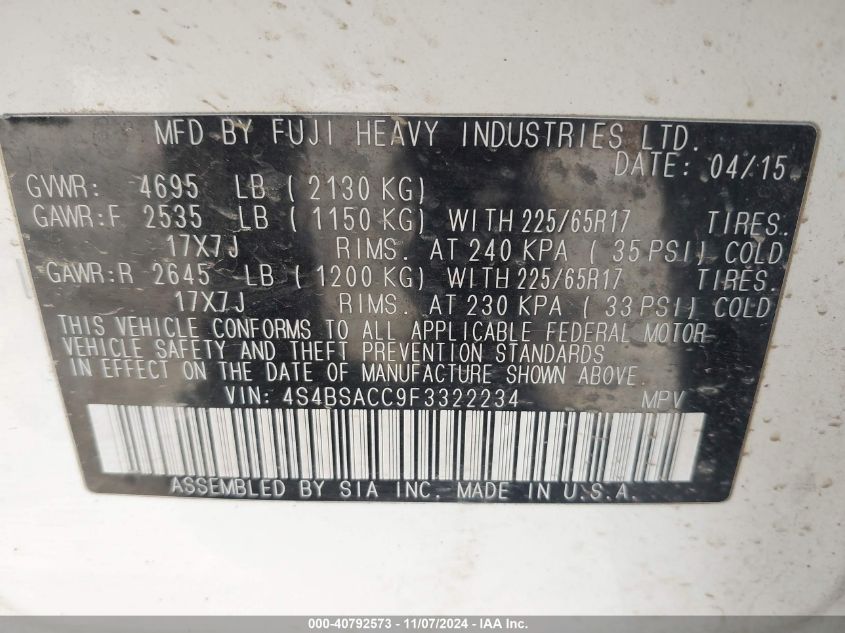 MFD BY FUJI HEAVY INDUSTRIES LTD.
DATE: 04/15
GVWR: 4695 LB ( 2130 KG)
GAWR:F 2535 LB ( 1150 KG) WITH 225/65R17 TIRES.
17X7J RIMS. AT 240 KPA ( 35 PSI) COLD
GAWR:R 2645 LB ( 1200 KG) WITH 225/65R17 TIRES.
17X7J RIMS. AT 230 KPA ( 33 PSI) COLD
THIS VEHICLE CONFORMS TO ALL APPLICABLE FEDERAL MOTOR
VEHICLE SAFETY AND THEFT PREVENTION STANDARDS
IN EFFECT ON THE DATE OF MANUFACTURE SHOWN ABOVE.
VIN: 4S4BSACC9F3322234 MPV
ASSEMBLED BY SIA INC. MADE IN U.S.A.
000-40792573 - 11/07/2024 - IAA Inc.